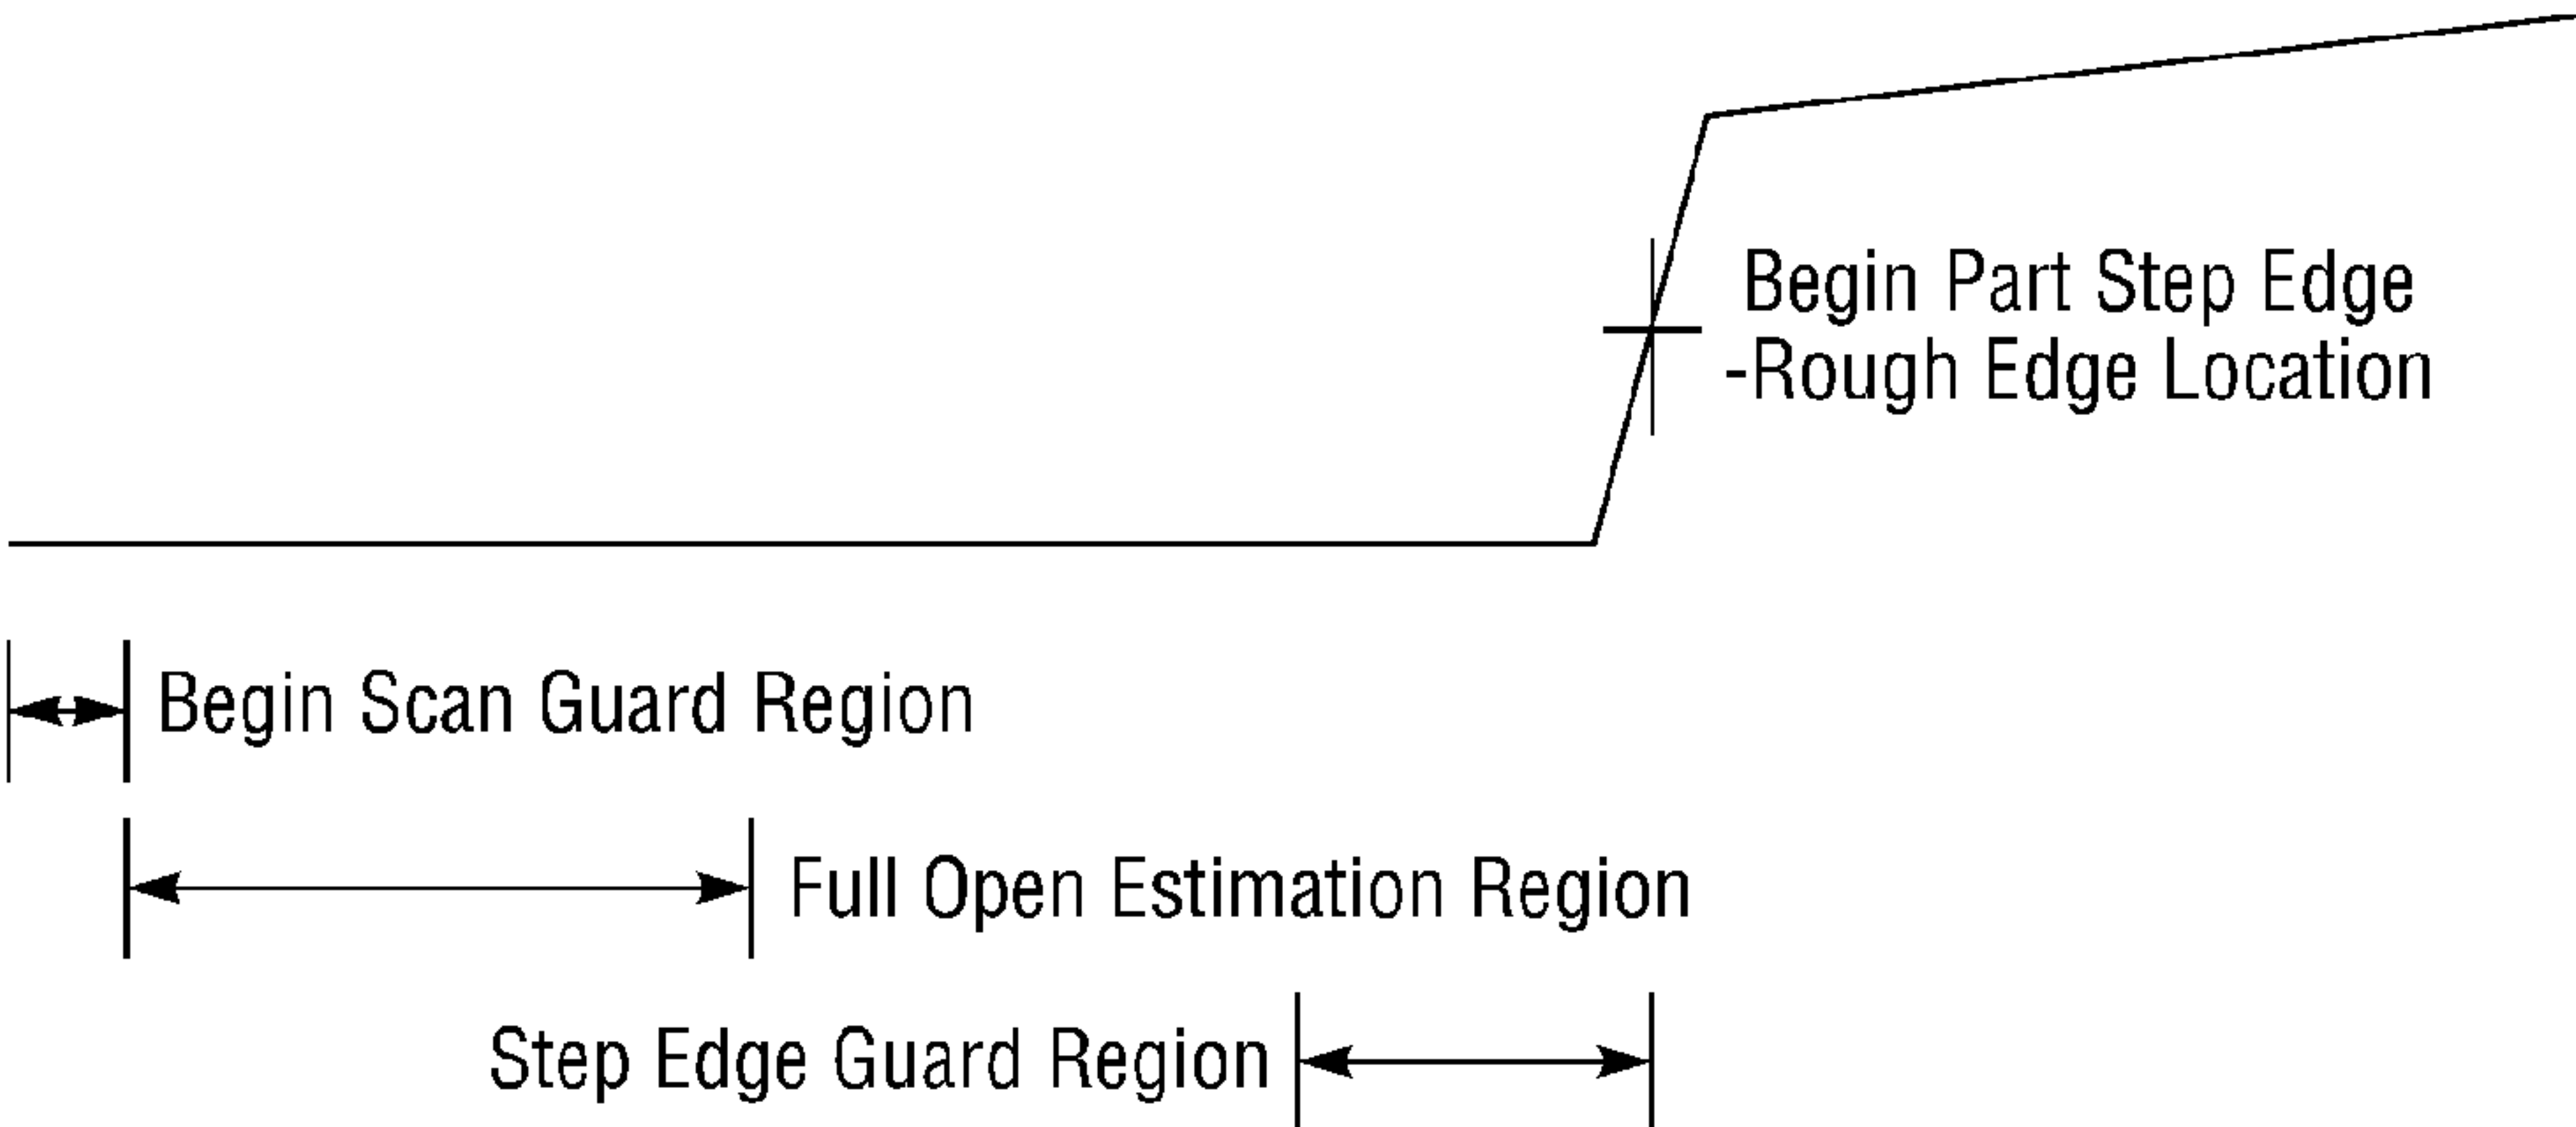 Begin Part Step Edge
-Rough Edge Location
Begin Scan Guard Region
Full Open Estimation Region
Step Edge Guard Region